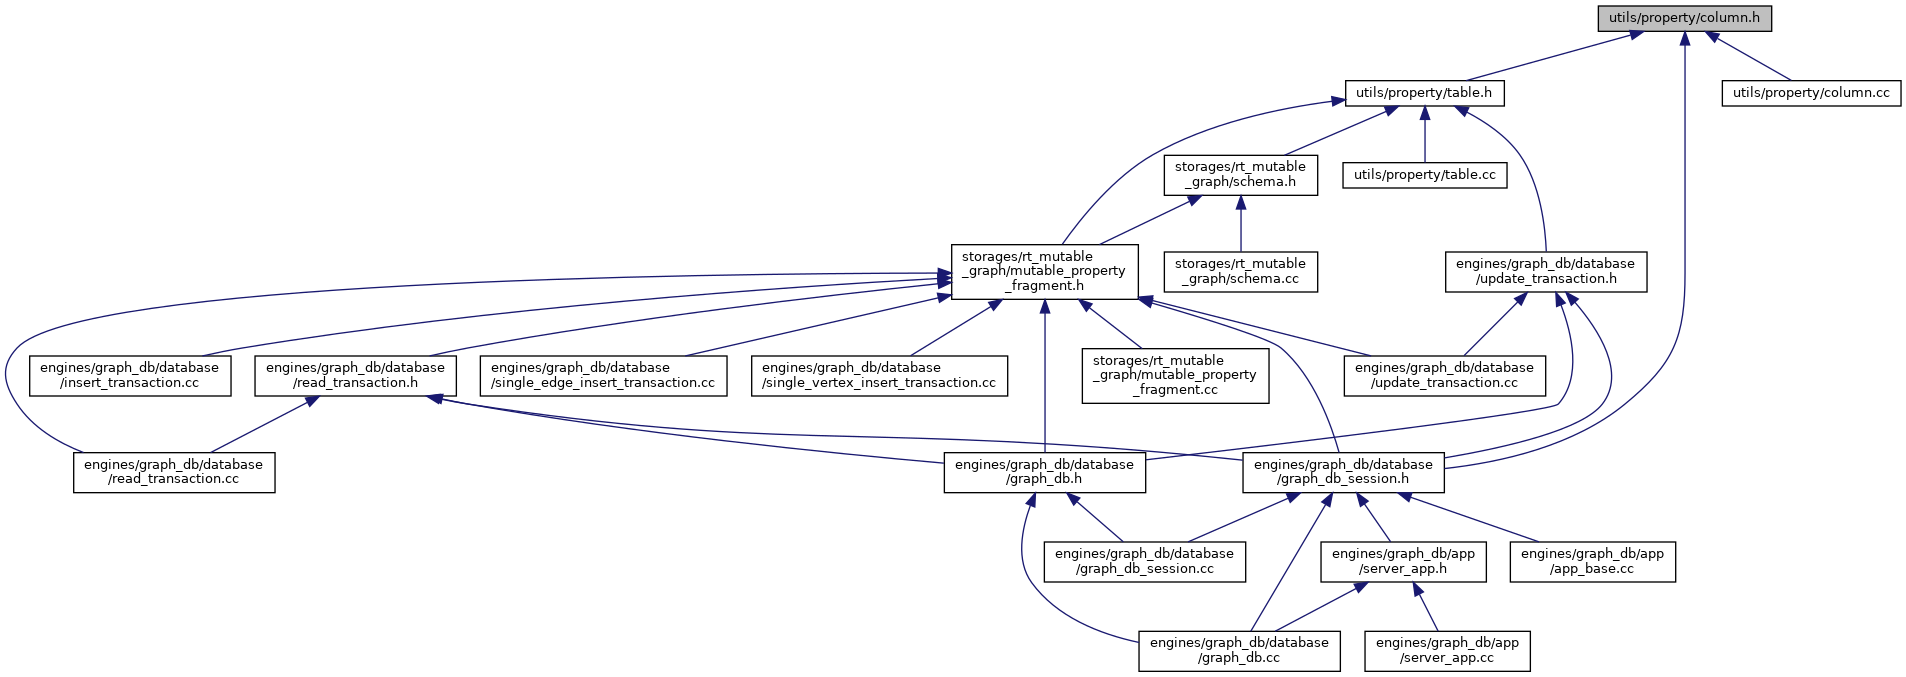 utils/property/column.h
utils/property/table.h
utils/property/column.cc
storages/rt_mutable
_graph/schema.h
utils/property/table.cc
storages/rt_mutable
_graph/mutable_property
_fragment.h
storages/rt_mutable
_graph/schema.cc
engines/graph_db/database
/update_transaction.h
engines/graph_db/database
/insert_transaction.cc
engines/graph_db/database
/read_transaction.h
engines/graph_db/database
/single_edge_insert_transaction.cc
engines/graph_db/database
/single_vertex_insert_transaction.cc
storages/rt_mutable
_graph/mutable_property
_fragment.cc
engines/graph_db/database
/update_transaction.cc
engines/graph_db/database
/read_transaction.cc
engines/graph_db/database
/graph_db.h
engines/graph_db/database
/graph_db_session.h
engines/graph_db/database
/graph_db_session.cc
engines/graph_db/app
/server_app.h
engines/graph_db/app
/app_base.cc
engines/graph_db/database
/graph_db.cc
engines/graph_db/app
/server_app.cc